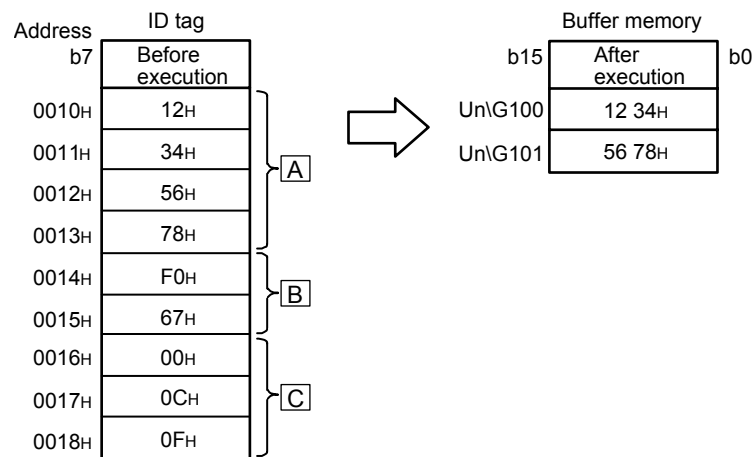 Address ID tag Buffer memory
b7 Before execution b15 After execution b0
0010H 12H Un\G100 12 34H
0011H 34H Un\G101 56 78H
0012H 56H A
0013H 78H
0014H F0H B
0015H 67H
0016H 00H
0017H 0CH C
0018H 0FH